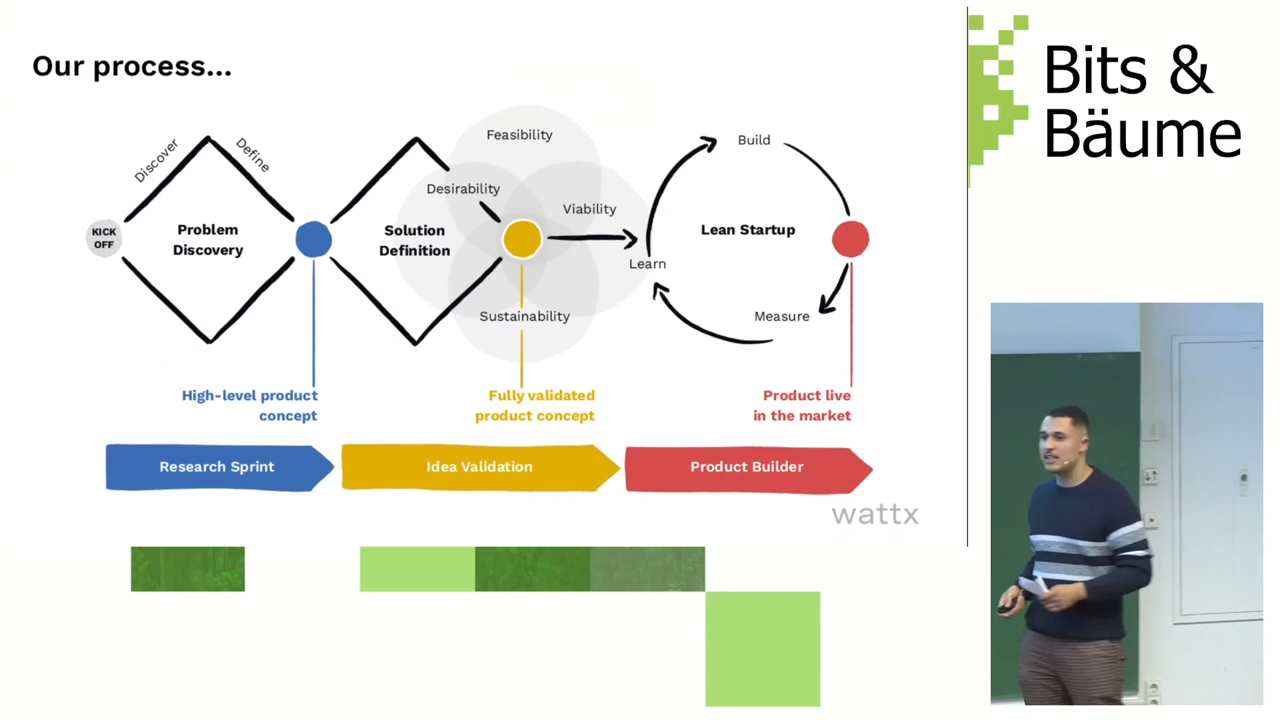 Our process...
Bits &
Bäume
Discover
Define
Feasibility
Desirability
Viability
Build
KICK
OFF
Problem
Discovery
Solution
Definition
Lean Startup
Learn
Sustainability
Measure
High-level product
concept
Fully validated
product concept
Product live
in the market
Research Sprint
Idea Validation
Product Builder
wattx